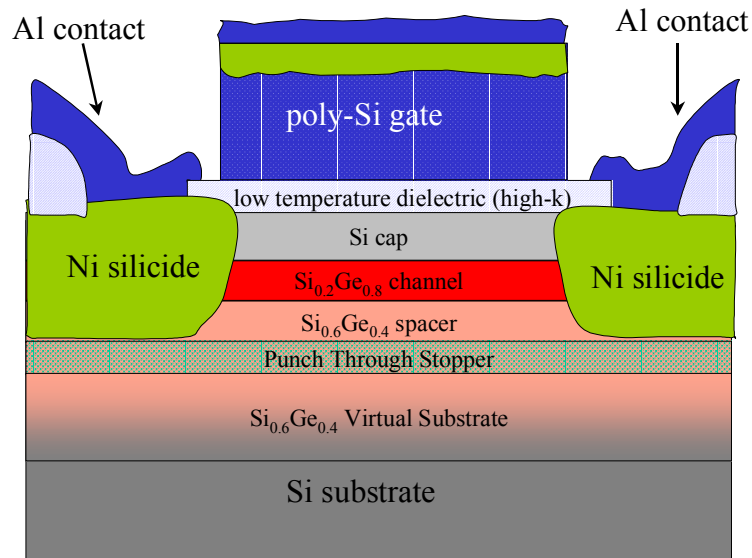 Al contact
Al contact
poly-Si gate
low temperature dielectric (high-k)
Si cap
Ni silicide
Si₀.₂Ge₀.₈ channel
Ni silicide
Si₀.₆Ge₀.₄ spacer
Punch Through Stopper
Si₀.₆Ge₀.₄ Virtual Substrate
Si substrate